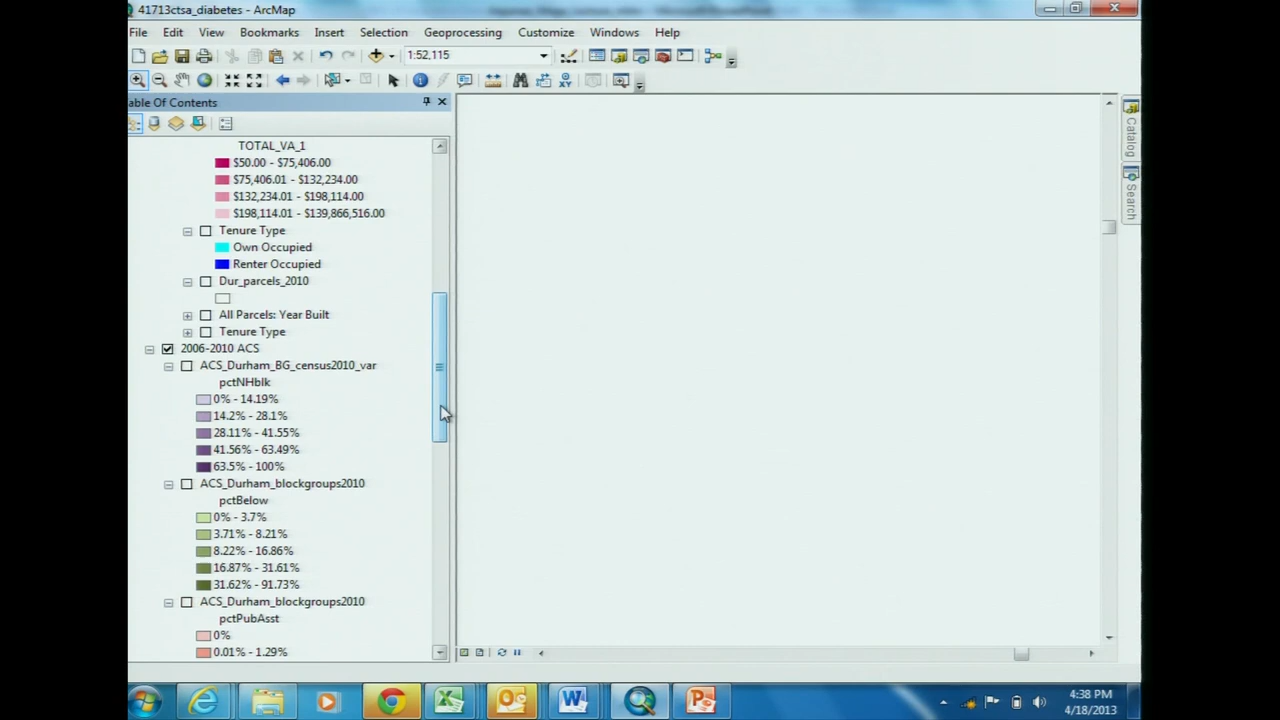 41713ctsa_diabetes - ArcMap
File Edit View Bookmarks Insert Selection Geoprocessing Customize Windows Help
1:52,115
able Of Contents
TOTAL_VA_1
$50.00 - $75,406.00
$75,406.01 - $132,234.00
$132,234.01 - $198,114.00
$198,114.01 - $139,866,516.00
Tenure Type
Own Occupied
Renter Occupied
Dur_parcels_2010
All Parcels: Year Built
Tenure Type
2006-2010 ACS
ACS_Durham_BG_census2010_var
pctNHblk
0% - 14.19%
14.2% - 28.1%
28.11% - 41.55%
41.56% - 63.49%
63.5% - 100%
ACS_Durham_blockgroups2010
pctBelow
0% - 3.7%
3.71% - 8.21%
8.22% - 16.86%
16.87% - 31.61%
31.62% - 91.73%
ACS_Durham_blockgroups2010
pctPubAsst
0%
0.01% - 1.29%
Catalog
Search
4:38 PM
4/18/2013